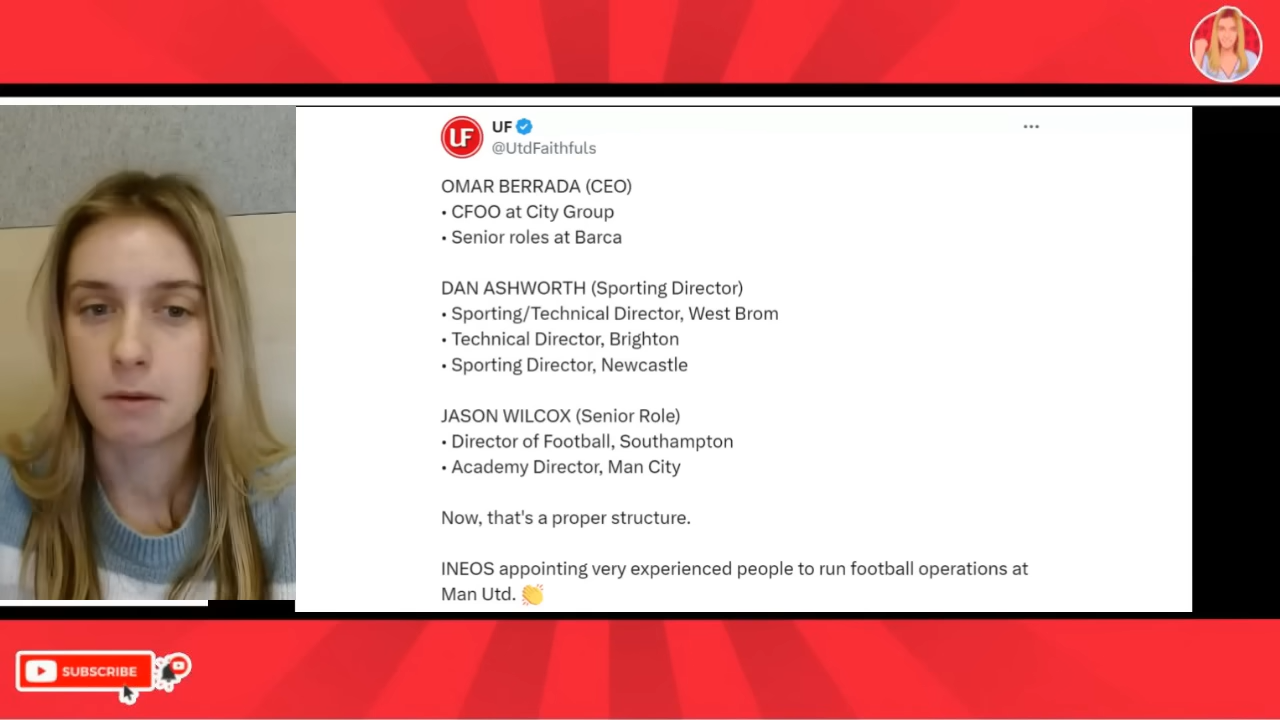 UF
UF
@UtdFaithfuls
OMAR BERRADA (CEO)
• CFOO at City Group
• Senior roles at Barca
DAN ASHWORTH (Sporting Director)
• Sporting/Technical Director, West Brom
• Technical Director, Brighton
• Sporting Director, Newcastle
JASON WILCOX (Senior Role)
• Director of Football, Southampton
• Academy Director, Man City
Now, that's a proper structure.
INEOS appointing very experienced people to run football operations at
Man Utd. 👏
SUBSCRIBE